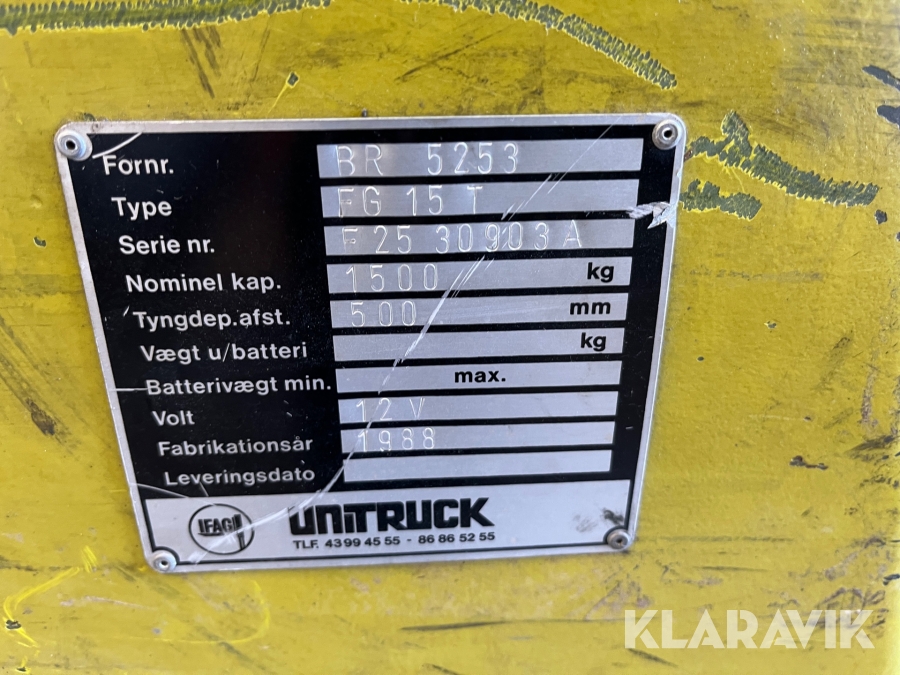 Fornr. BR 5253
Type FG 15 T
Serie nr. F25 30903A
Nominel kap. 1500 kg
Tyngdep.afst. 500 mm
Vægt u/batteri kg
Batterivægt min. max.
Volt 12 V
Fabrikationsår 1988
Leveringsdato
FAG UNITRUCK
TLF. 43 99 45 55 - 86 86 52 55
KLARAVIK